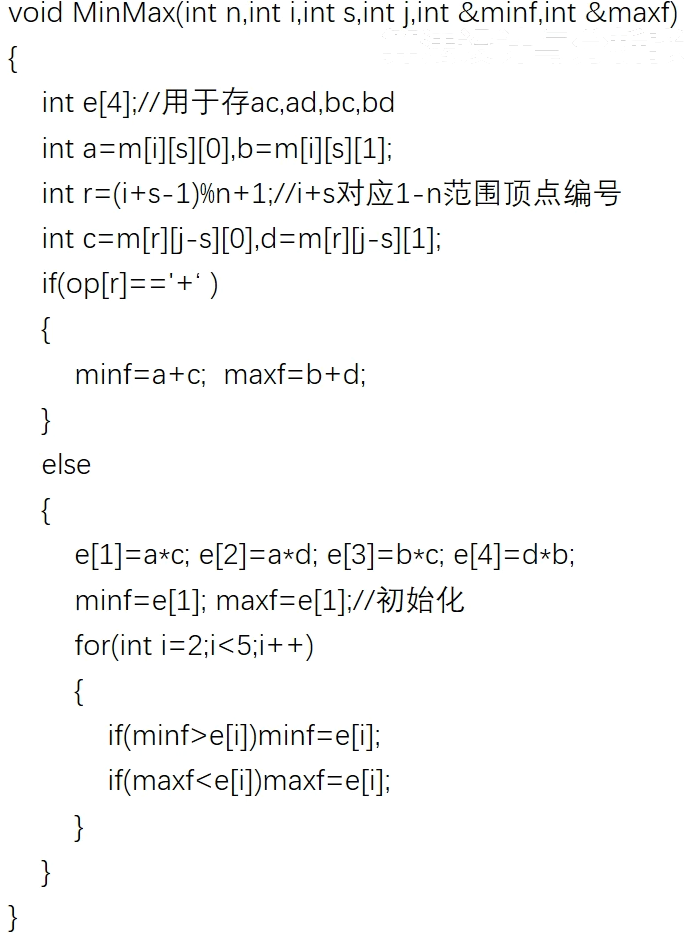 void MinMax(int n,int i,int s,int j,int &minf,int &maxf)
{
int e[4];//用于存ac,ad,bc,bd
int a=m[i][s][0],b=m[i][s][1];
int r=(i+s-1)%n+1;//i+s对应1-n范围顶点编号
int c=m[r][j-s][0],d=m[r][j-s][1];
if(op[r]=='+‘ )
{
minf=a+c; maxf=b+d;
}
else
{
e[1]=a*c; e[2]=a*d; e[3]=b*c; e[4]=d*b;
minf=e[1]; maxf=e[1];//初始化
for(int i=2;i<5;i++)
{
if(minf>e[i])minf=e[i];
if(maxf<e[i])maxf=e[i];
}
}
}